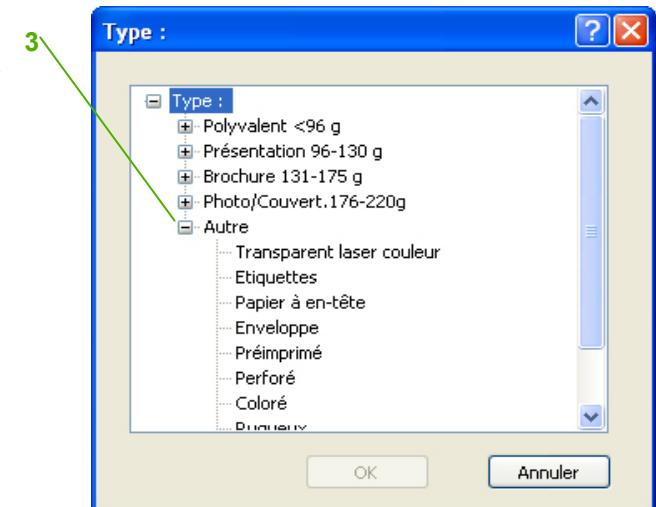 Type :
3
Type :
Polyvalent <96 g
Présentation 96-130 g
Brochure 131-175 g
Photo/Couvert.176-220g
Autre
Transparent laser couleur
Etiquettes
Papier à en-tête
Enveloppe
Préimprimé
Perforé
Coloré
Rugueux
OK
Annuler